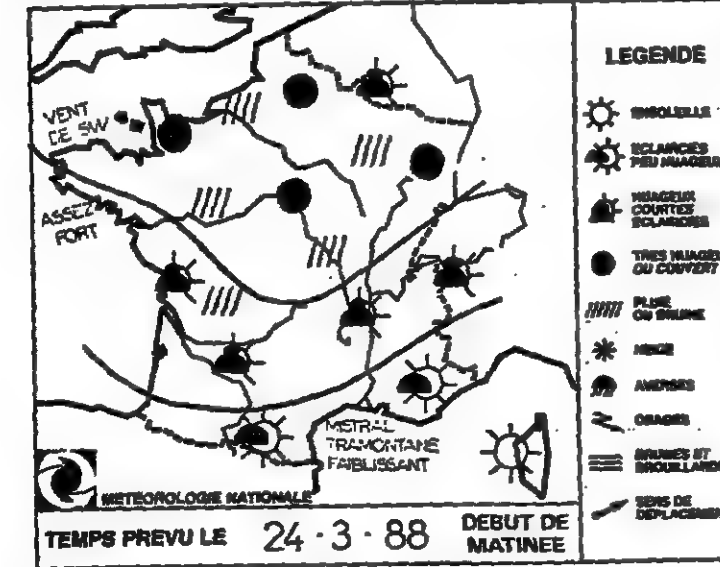 VENT
DE SW
ASSEZ
FORT
MISTRAL
TRAMONTANE
FAIBLISSANT
METEOROLOGIE NATIONALE
TEMPS PREVU LE 24·3·88 DEBUT DE
MATINEE
LEGENDE
ENSOLEILLE
ECLAIRCIES
PEU NUAGEUX
NUAGEUX
COURTES
ECLAIRCIES
TRES NUAGEUX
OU COUVERT
PLUIE
OU BRUINE
NEIGE
AVERSES
ORAGES
BRUMES ET
BROUILLARDS
SENS DE
DEPLACEMENT